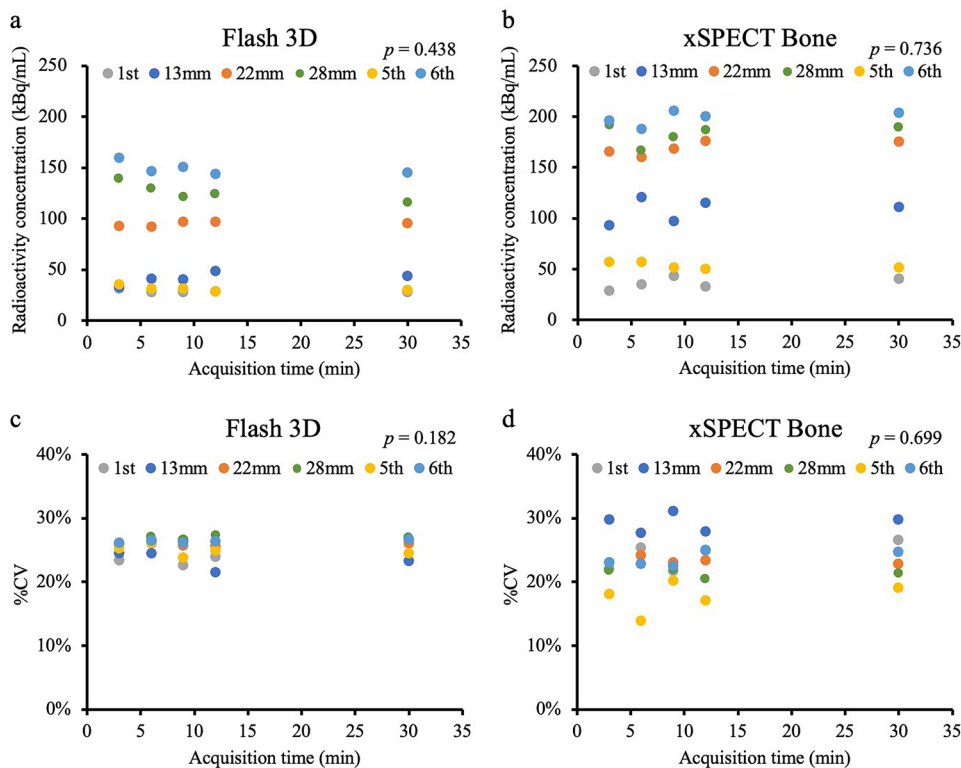 a
Flash 3D
p = 0.438
1st 13mm 22mm 28mm 5th 6th
Radioactivity concentration (kBq/mL)
250
200
150
100
50
0
0 5 10 15 20 25 30 35
Acquisition time (min)
b
xSPECT Bone
p = 0.736
1st 13mm 22mm 28mm 5th 6th
Radioactivity concentration (kBq/mL)
250
200
150
100
50
0
0 5 10 15 20 25 30 35
Acquisition time (min)
c
Flash 3D
p = 0.182
1st 13mm 22mm 28mm 5th 6th
%CV
40%
30%
20%
10%
0%
0 5 10 15 20 25 30 35
Acquisition time (min)
d
xSPECT Bone
p = 0.699
1st 13mm 22mm 28mm 5th 6th
%CV
40%
30%
20%
10%
0%
0 5 10 15 20 25 30 35
Acquisition time (min)